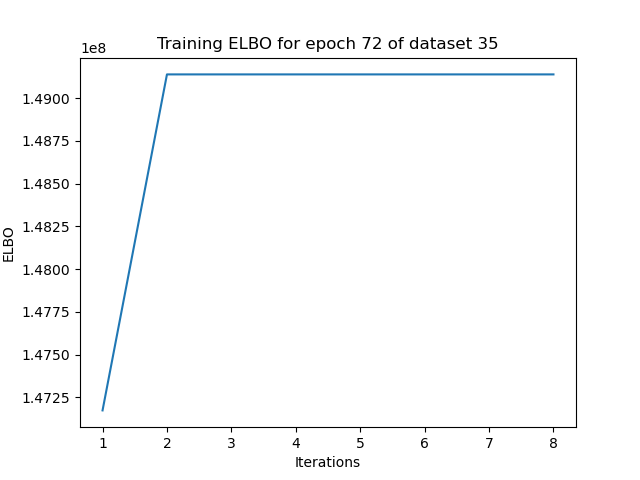 Training ELBO for epoch 72 of dataset 35
1e8
1.4900
1.4875
1.4850
1.4825
1.4800
1.4775
1.4750
1.4725
ELBO
1 2 3 4 5 6 7 8
Iterations